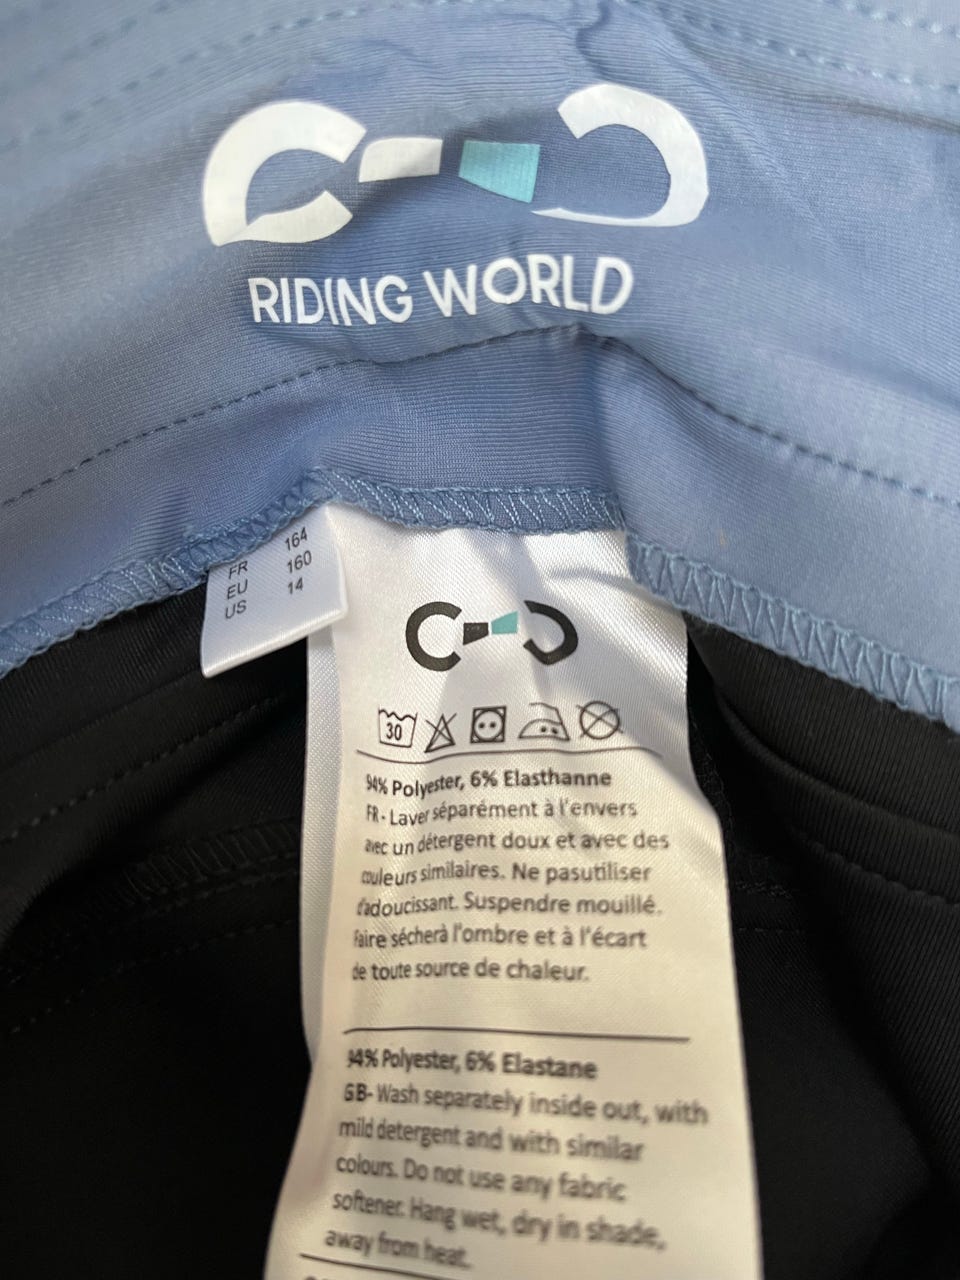 RIDING WORLD
164
FR 160
EU 14
US
30
94% Polyester, 6% Elasthanne
FR- Laver séparément à l'envers
avec un détergent doux et avec des
couleurs similaires. Ne pasutiliser
d'adoucissant. Suspendre mouillé.
Faire sécherà l'ombre et à l'écart
de toute source de chaleur.
94% Polyester, 6% Elastane
GB- Wash separately inside out, with
mild detergent and with similar
colours. Do not use any fabric
softener. Hang wet, dry in shade,
away from heat.